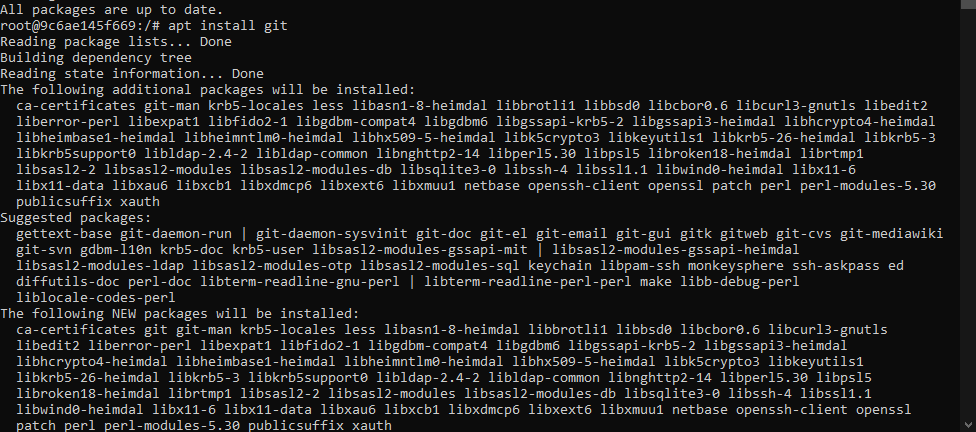 All packages are up to date.
root@9c6ae145f669:/# apt install git
Reading package lists... Done
Building dependency tree
Reading state information... Done
The following additional packages will be installed:
  ca-certificates git-man krb5-locales less libasn1-8-heimdal libbrotli1 libbsd0 libcbor0.6 libcurl3-gnutls libedit2
  liberror-perl libexpat1 libfido2-1 libgdbm-compat4 libgdbm6 libgssapi-krb5-2 libgssapi3-heimdal libhcrypto4-heimdal
  libheimbase1-heimdal libheimntlm0-heimdal libhx509-5-heimdal libk5crypto3 libkeyutils1 libkrb5-26-heimdal libkrb5-3
  libkrb5support0 libldap-2.4-2 libldap-common libnghttp2-14 libperl5.30 libpsl5 libroken18-heimdal librtmp1
  libsasl2-2 libsasl2-modules libsasl2-modules-db libsqlite3-0 libssh-4 libssl1.1 libwind0-heimdal libx11-6
  libx11-data libxau6 libxcb1 libxdmcp6 libxext6 libxmuu1 netbase openssh-client openssl patch perl perl-modules-5.30
  publicsuffix xauth
Suggested packages:
  gettext-base git-daemon-run | git-daemon-sysvinit git-doc git-el git-email git-gui gitk gitweb git-cvs git-mediawiki
  git-svn gdbm-l10n krb5-doc krb5-user libsasl2-modules-gssapi-mit | libsasl2-modules-gssapi-heimdal
  libsasl2-modules-ldap libsasl2-modules-otp libsasl2-modules-sql keychain libpam-ssh monkeysphere ssh-askpass ed
  diffutils-doc perl-doc libterm-readline-gnu-perl | libterm-readline-perl-perl make libb-debug-perl
  liblocale-codes-perl
The following NEW packages will be installed:
  ca-certificates git git-man krb5-locales less libasn1-8-heimdal libbrotli1 libbsd0 libcbor0.6 libcurl3-gnutls
  libedit2 liberror-perl libexpat1 libfido2-1 libgdbm-compat4 libgdbm6 libgssapi-krb5-2 libgssapi3-heimdal
  libhcrypto4-heimdal libheimbase1-heimdal libheimntlm0-heimdal libhx509-5-heimdal libk5crypto3 libkeyutils1
  libkrb5-26-heimdal libkrb5-3 libkrb5support0 libldap-2.4-2 libldap-common libnghttp2-14 libperl5.30 libpsl5
  libroken18-heimdal librtmp1 libsasl2-2 libsasl2-modules libsasl2-modules-db libsqlite3-0 libssh-4 libssl1.1
  libwind0-heimdal libx11-6 libx11-data libxau6 libxcb1 libxdmcp6 libxext6 libxmuu1 netbase openssh-client openssl
  patch perl perl-modules-5.30 publicsuffix xauth